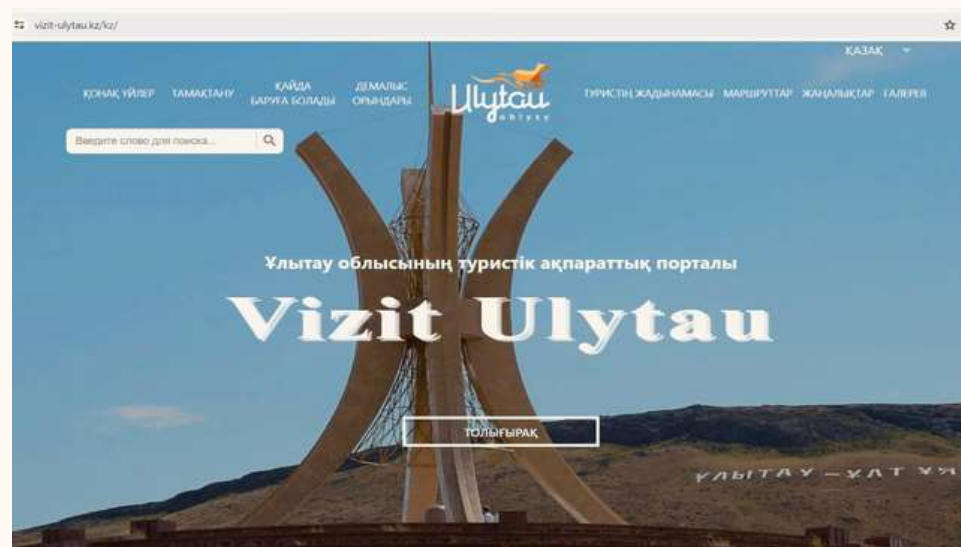 vizit-ulytau.kz/kz/
ҚАЗАҚ
ҚОНАҚ ҮЙЛЕР
ТАМАҚТАНУ
ҚАЙДА
БАРУҒА БОЛАДЫ
ДЕМАЛЫС
ОРЫНДАРЫ
Ulytau
oblysy
ТУРИСТІҢ ЖАДЫНАМАСЫ
МАРШРУТТАР
ЖАҢАЛЫҚТАР
ГАЛЕРЕЯ
Введите слово для поиска...
Ұлытау облысының туристік ақпараттық порталы
Vizit Ulytau
ТОЛЫҒЫРАҚ
ҰЛЫТАУ – ҰЛТ ҰЯ